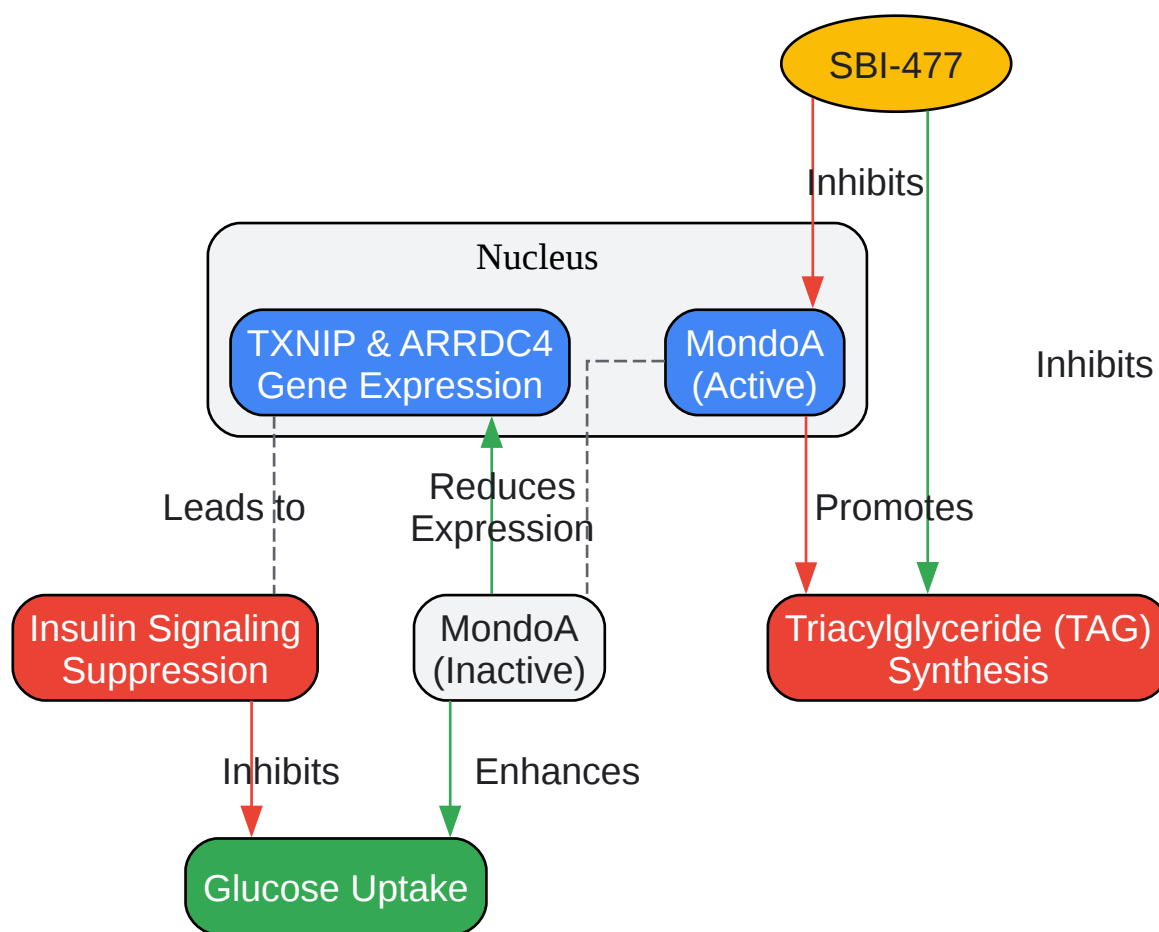 SBI-477
Inhibits
Nucleus
TXNIP & ARRDC4
Gene Expression
MondoA
(Active)
Inhibits
Leads to
Reduces
Expression
Promotes
Insulin Signaling
Suppression
MondoA
(Inactive)
Triacylglyceride (TAG)
Synthesis
Inhibits
Enhances
Glucose Uptake